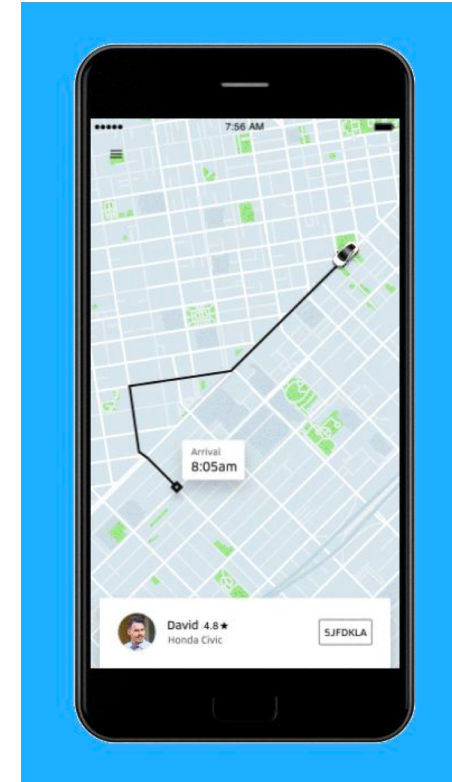 7:56 AM
Arrival
8:05am
David 4.8★
Honda Civic
5JFDKLA